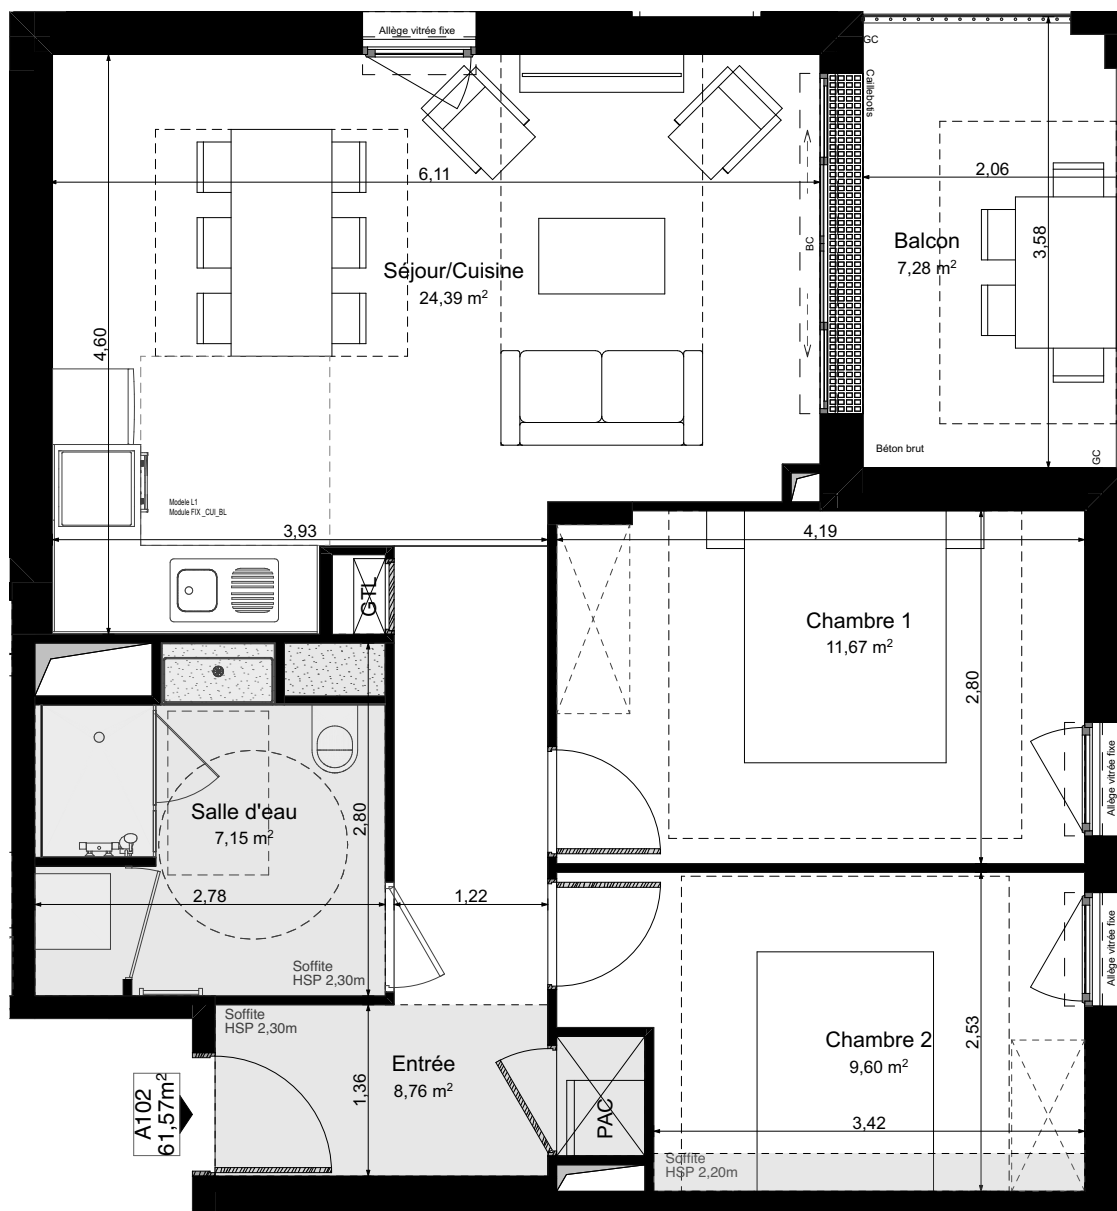 Allège vitrée fixe
GC
Caillebotis
6,11
2,06
BC
Balcon
7,28 m²
3,58
Séjour/Cuisine
24,39 m²
4,60
Béton brut
GC
Modele L1
Module FIX_CUI_BL
3,93
4,19
GTL
Chambre 1
11,67 m²
2,80
Allège vitrée fixe
Salle d'eau
7,15 m²
2,80
2,78
1,22
Allège vitrée fixe
Soffite
HSP 2,30m
Soffite
HSP 2,30m
Entrée
8,76 m²
1,36
Chambre 2
9,60 m²
2,53
A102
61,57m²
PAC
3,42
Soffite
HSP 2,20m